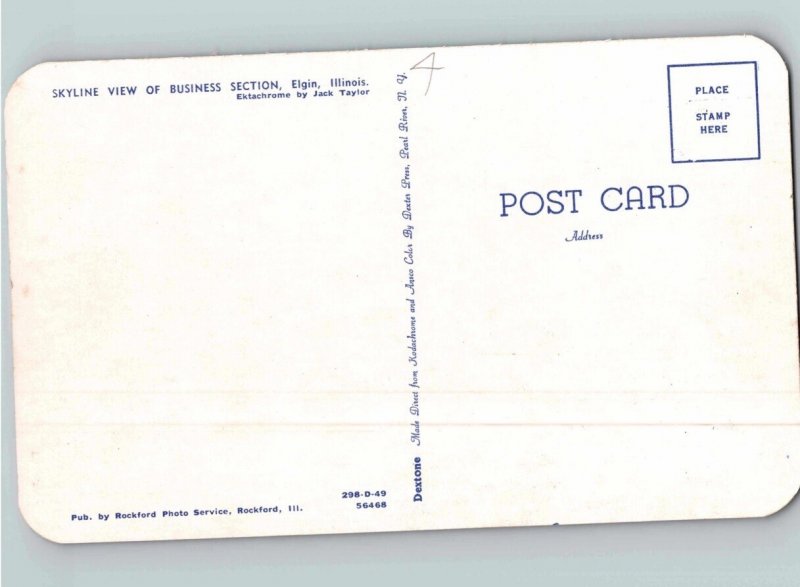 SKYLINE VIEW OF BUSINESS SECTION, Elgin, Illinois.
Ektachrome by Jack Taylor
298-D-49
56468
Pub. by Rockford Photo Service, Rockford, Ill.
Dextone Made Direct from Kodachrome and Ansco Color By Dexter Press, Pearl River, N. Y.
4
PLACE
STAMP
HERE
POST CARD
Address